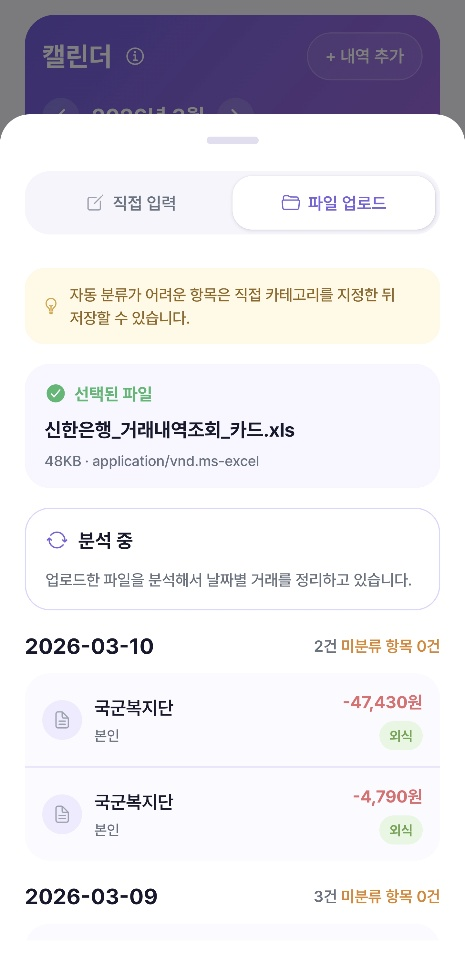 캘린더
+ 내역 추가
2026년 3월
직접 입력
파일 업로드
자동 분류가 어려운 항목은 직접 카테고리를 지정한 뒤
저장할 수 있습니다.
선택된 파일
신한은행_거래내역조회_카드.xls
48KB · application/vnd.ms-excel
분석 중
업로드한 파일을 분석해서 날짜별 거래를 정리하고 있습니다.
2026-03-10
2건 미분류 항목 0건
국군복지단
-47,430원
본인
외식
국군복지단
-4,790원
본인
외식
2026-03-09
3건 미분류 항목 0건